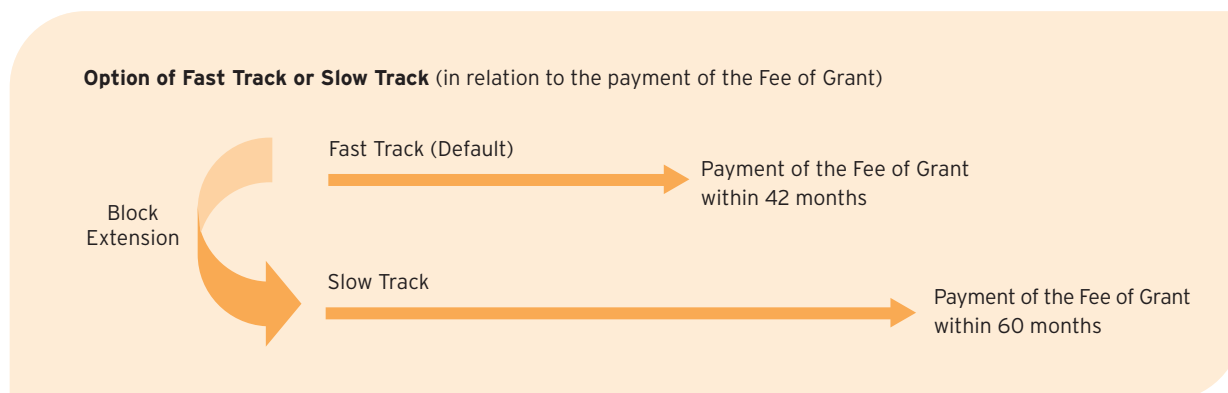 Option of Fast Track or Slow Track (in relation to the payment of the Fee of Grant)
Fast Track (Default)
Payment of the Fee of Grant
within 42 months
Block
Extension
Slow Track
Payment of the Fee of Grant
within 60 months